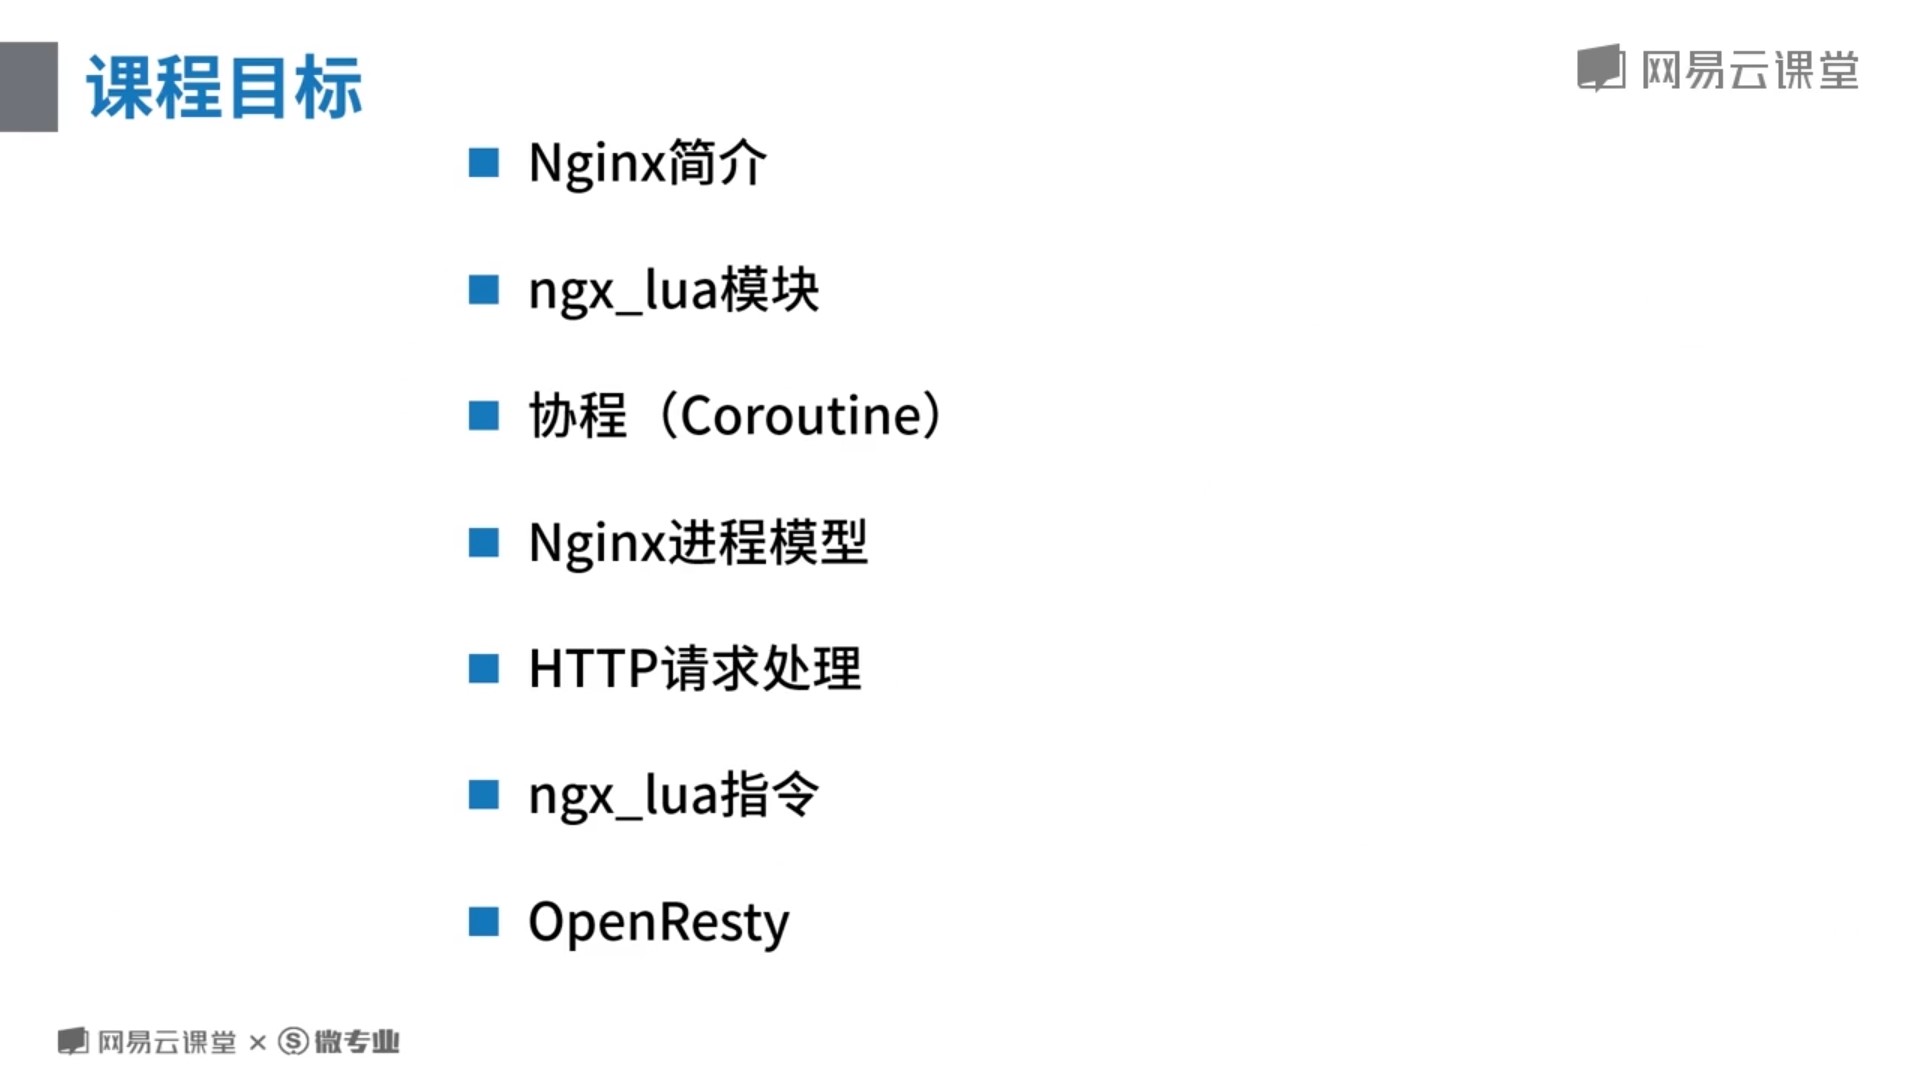 课程目标
网易云课堂
Nginx简介
ngx_lua模块
协程（Coroutine）
Nginx进程模型
HTTP请求处理
ngx_lua指令
OpenResty
网易云课堂 × S 微专业